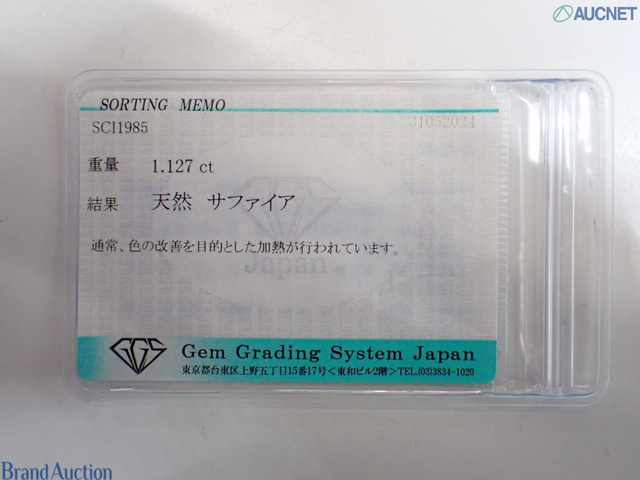 AUCNET
SORTING MEMO
SCI1985 31052024
重量 1.127 ct
結果 天然 サファイア
通常、色の改善を目的とした加熱が行われています。
Japan
GGS Gem Grading System Japan
東京都台東区上野五丁目15番17号＜東和ビル2階＞TEL.(03)3834-1020
Brand Auction